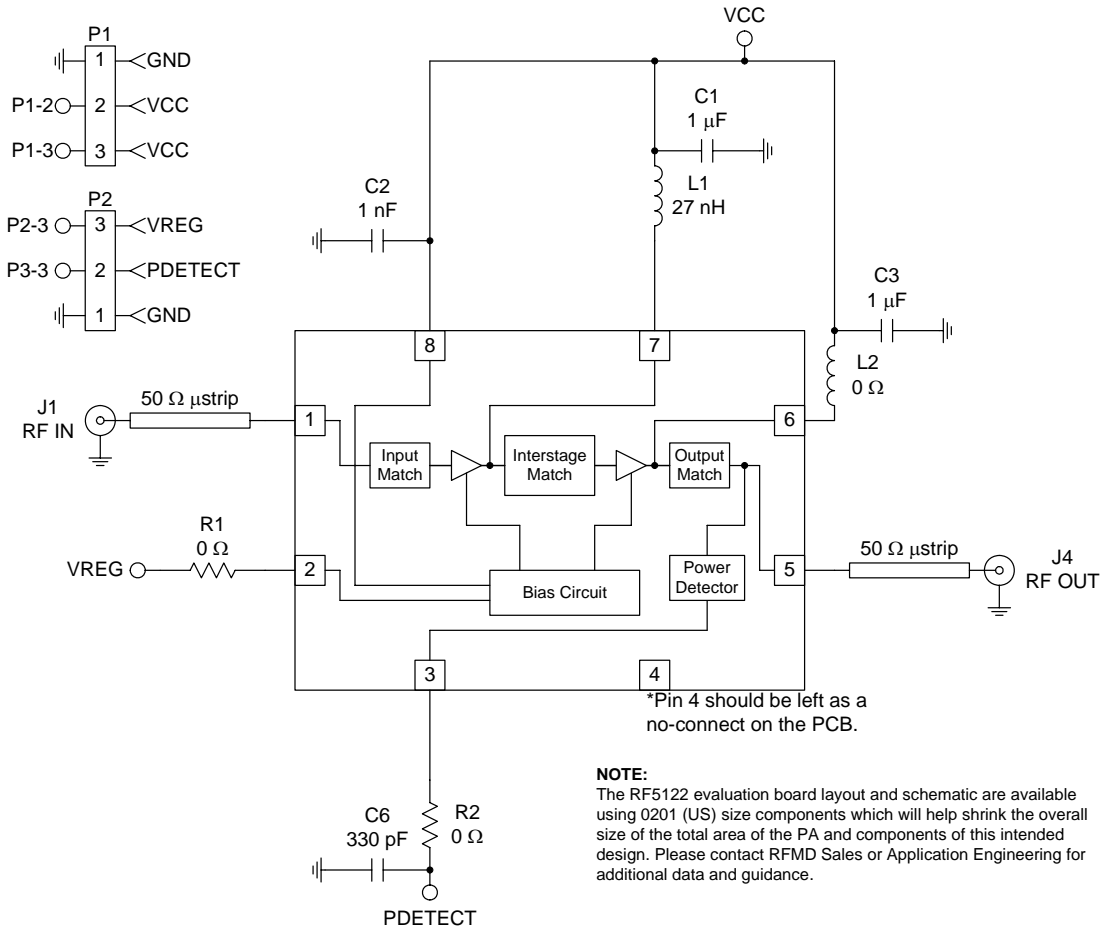 VCC
P1
1
GND
P1-2
2
VCC
P1-3
3
VCC
C1
1 μF
L1
27 nH
C2
1 nF
P2
P2-3
3
VREG
P3-3
2
PDETECT
1
GND
C3
1 μF
L2
0 Ω
8
7
J1
RF IN
50 Ω μstrip
1
6
Input
Match
Interstage
Match
Output
Match
R1
0 Ω
VREG
2
Bias Circuit
Power
Detector
5
50 Ω μstrip
J4
RF OUT
3
4
*Pin 4 should be left as a
no-connect on the PCB.
C6
330 pF
R2
0 Ω
PDETECT
NOTE:
The RF5122 evaluation board layout and schematic are available
using 0201 (US) size components which will help shrink the overall
size of the total area of the PA and components of this intended
design. Please contact RFMD Sales or Application Engineering for
additional data and guidance.